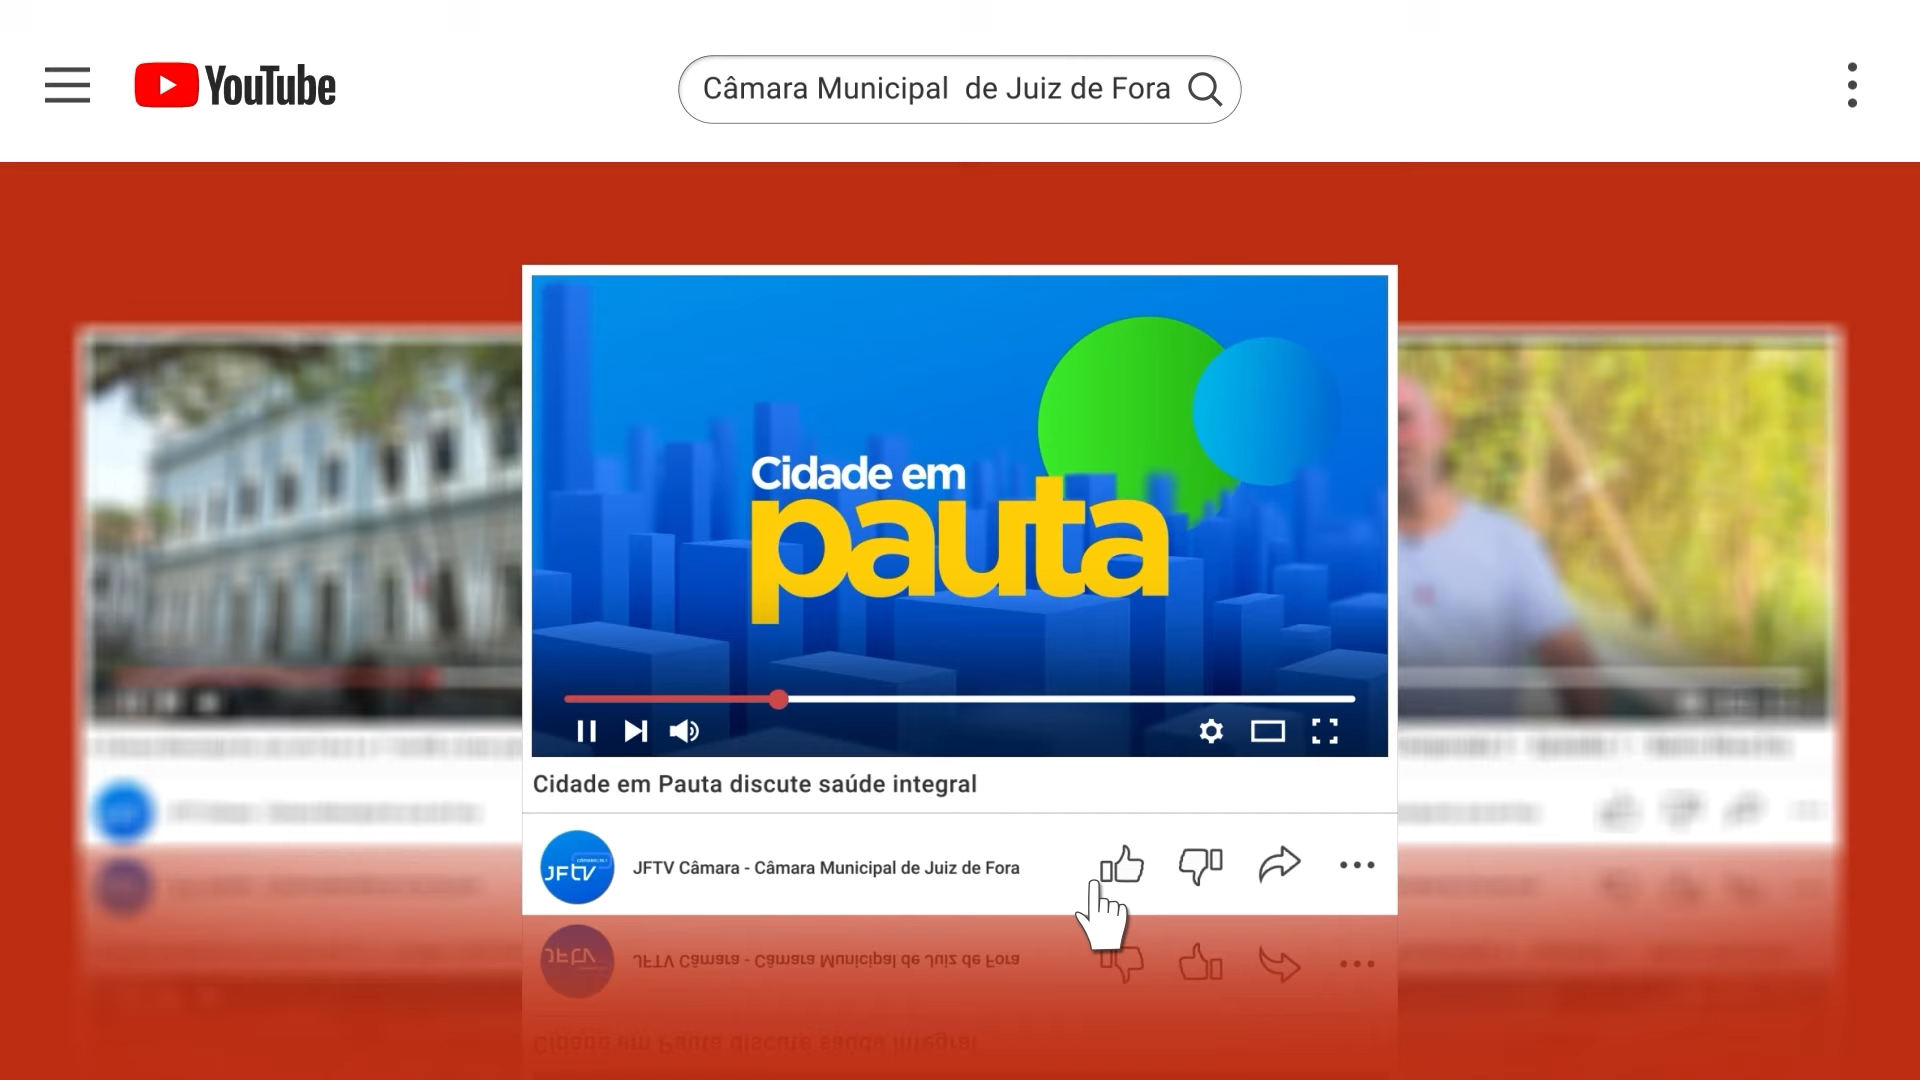 YouTube
Câmara Municipal  de Juiz de Fora
Cidade em
pauta
Cidade em Pauta discute saúde integral
JFTV
JFTV Câmara - Câmara Municipal de Juiz de Fora